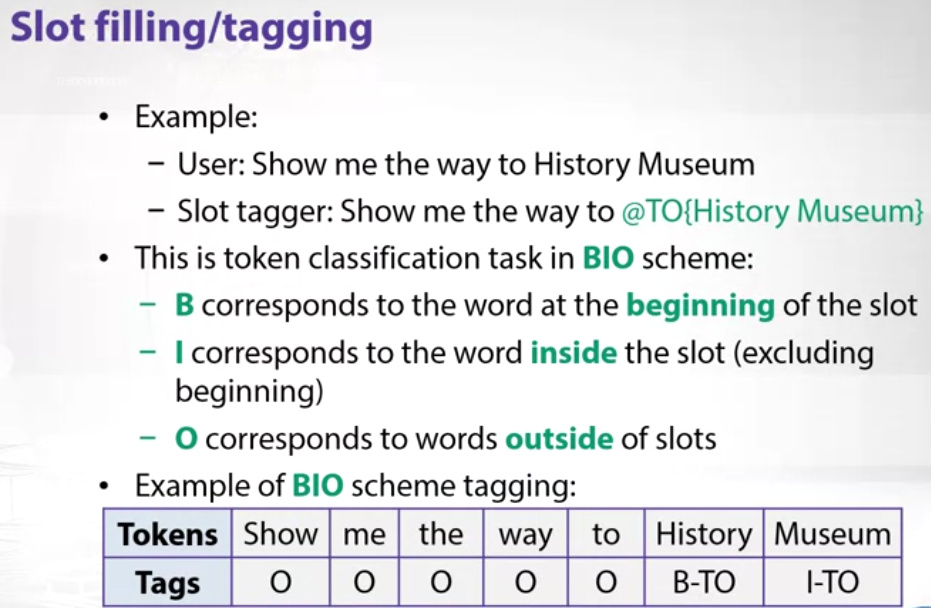 Slot filling/tagging
• Example:
– User: Show me the way to History Museum
– Slot tagger: Show me the way to @TO{History Museum}
• This is token classification task in BIO scheme:
– B corresponds to the word at the beginning of the slot
– I corresponds to the word inside the slot (excluding
beginning)
– O corresponds to words outside of slots
• Example of BIO scheme tagging:
Tokens Show me the way to History Museum
Tags O O O O O B-TO I-TO